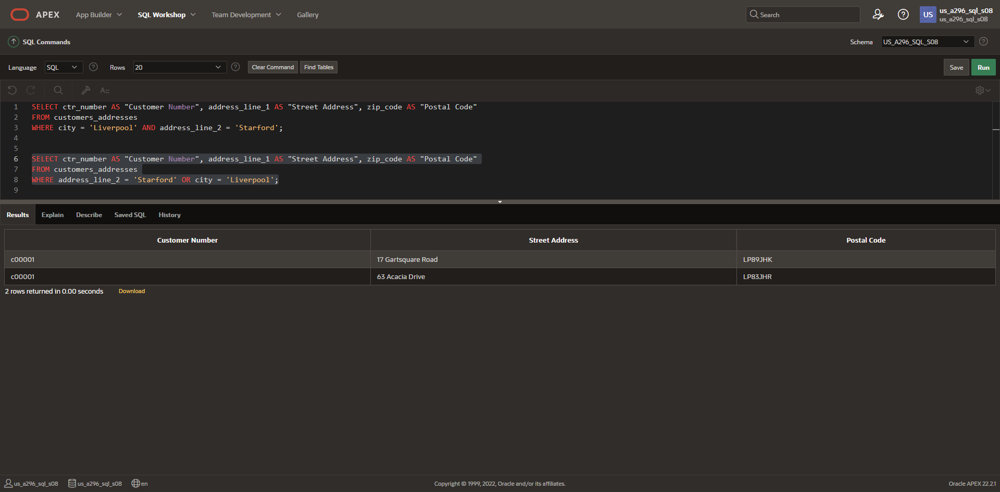 APEX App Builder SQL Workshop Team Development Gallery Search US us_a296_sql_s08
us_a296_sql_s08
SQL Commands Schema US_A296_SQL_S08
Language SQL Rows 20 Clear Command Find Tables Save Run
A::
1 SELECT ctr_number AS "Customer Number", address_line_1 AS "Street Address", zip_code AS "Postal Code"
2 FROM customers_addresses
3 WHERE city = 'Liverpool' AND address_line_2 = 'Starford';
4
5
6 SELECT ctr_number AS "Customer Number", address_line_1 AS "Street Address", zip_code AS "Postal Code"
7 FROM customers_addresses
8 WHERE address_line_2 = 'Starford' OR city = 'Liverpool';
9
Results Explain Describe Saved SQL History
Customer Number Street Address Postal Code
c00001 17 Gartsquare Road LP89JHK
c00001 63 Acacia Drive LP83JHR
2 rows returned in 0.00 seconds Download
us_a296_sql_s08 us_a296_sql_s08 en Copyright © 1999, 2022, Oracle and/or its affiliates. Oracle APEX 22.2.1